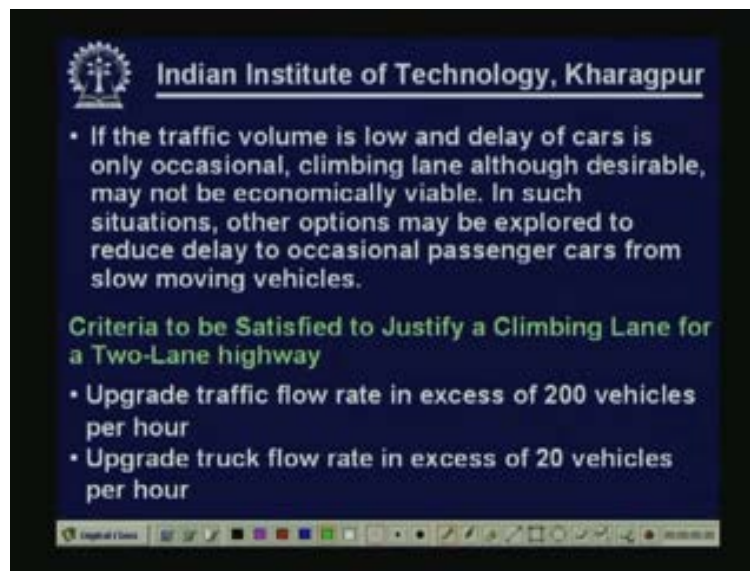 Indian Institute of Technology, Kharagpur
• If the traffic volume is low and delay of cars is
only occasional, climbing lane although desirable,
may not be economically viable. In such
situations, other options may be explored to
reduce delay to occasional passenger cars from
slow moving vehicles.
Criteria to be Satisfied to Justify a Climbing Lane for
a Two-Lane highway
• Upgrade traffic flow rate in excess of 200 vehicles
per hour
• Upgrade truck flow rate in excess of 20 vehicles
per hour